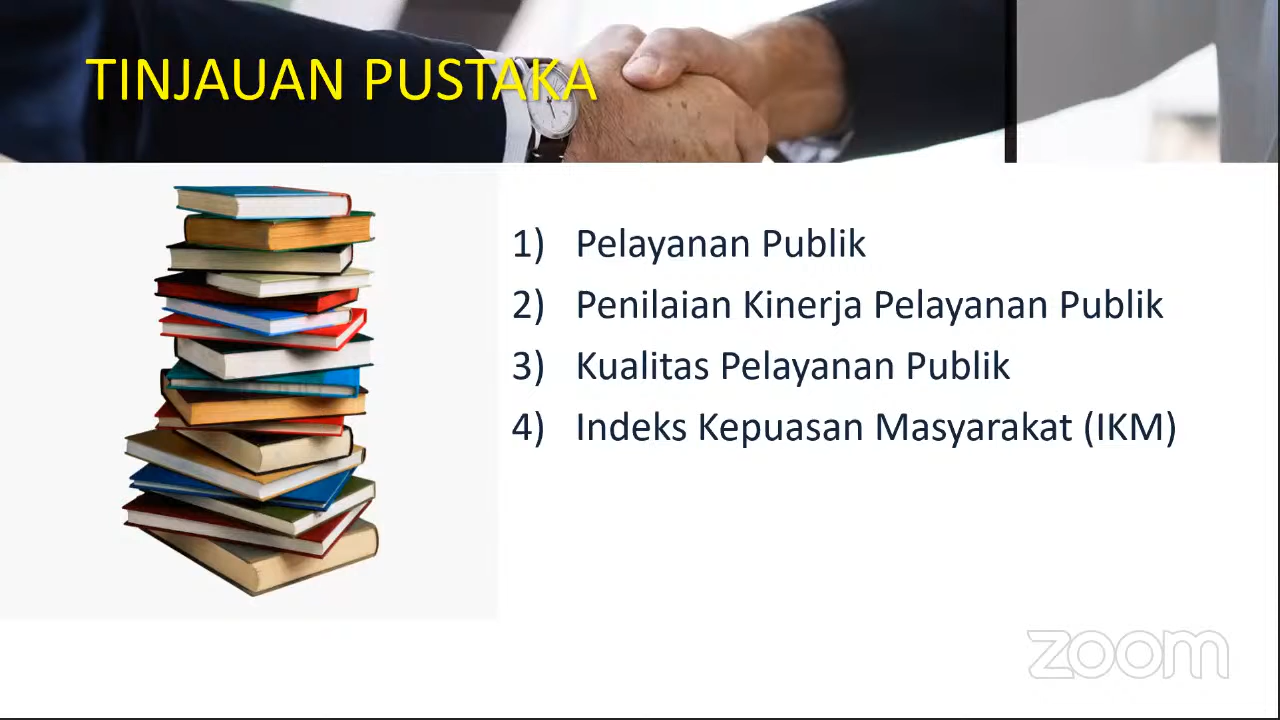 TINJAUAN PUSTAKA
1) Pelayanan Publik
2) Penilaian Kinerja Pelayanan Publik
3) Kualitas Pelayanan Publik
4) Indeks Kepuasan Masyarakat (IKM)
zoom